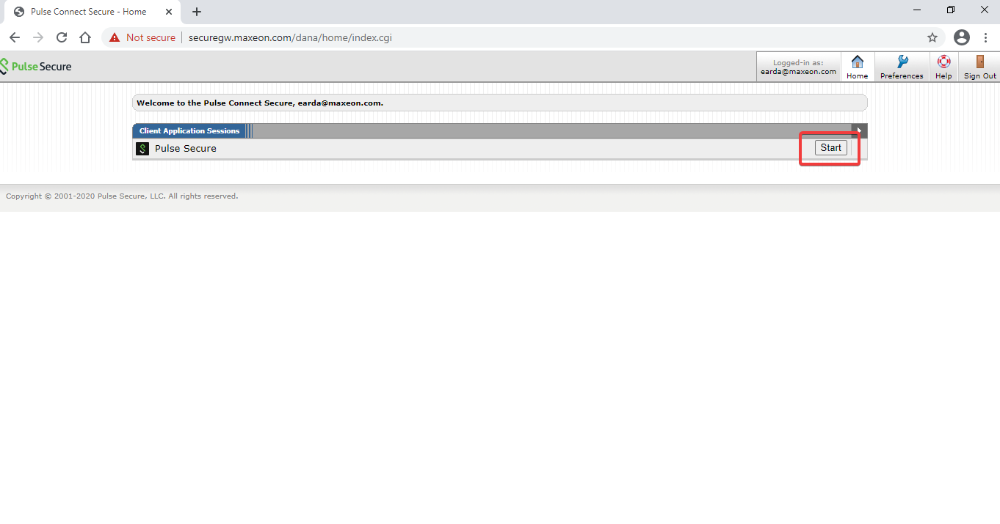 Pulse Connect Secure - Home
Not secure securegw.maxeon.com/dana/home/index.cgi
Pulse Secure
Logged-in as:
earda@maxeon.com
Home
Preferences
Help
Sign Out
Welcome to the Pulse Connect Secure, earda@maxeon.com.
Client Application Sessions
Pulse Secure
Start
Copyright © 2001-2020 Pulse Secure, LLC. All rights reserved.